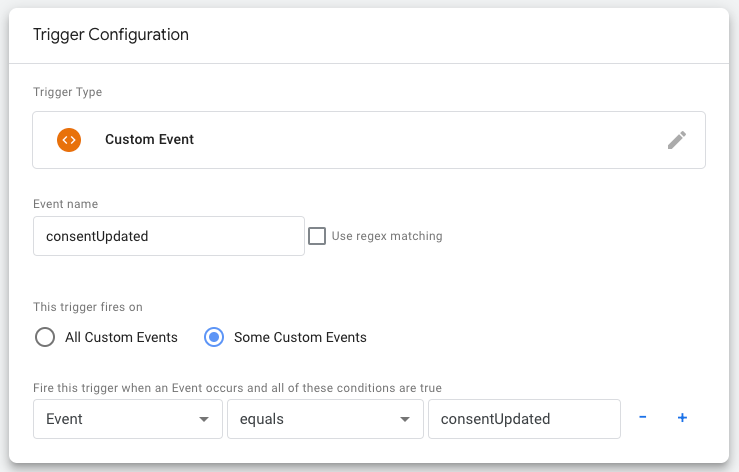 Trigger Configuration
Trigger Type
Custom Event
Event name
consentUpdated
Use regex matching
This trigger fires on
All Custom Events Some Custom Events
Fire this trigger when an Event occurs and all of these conditions are true
Event equals consentUpdated - +